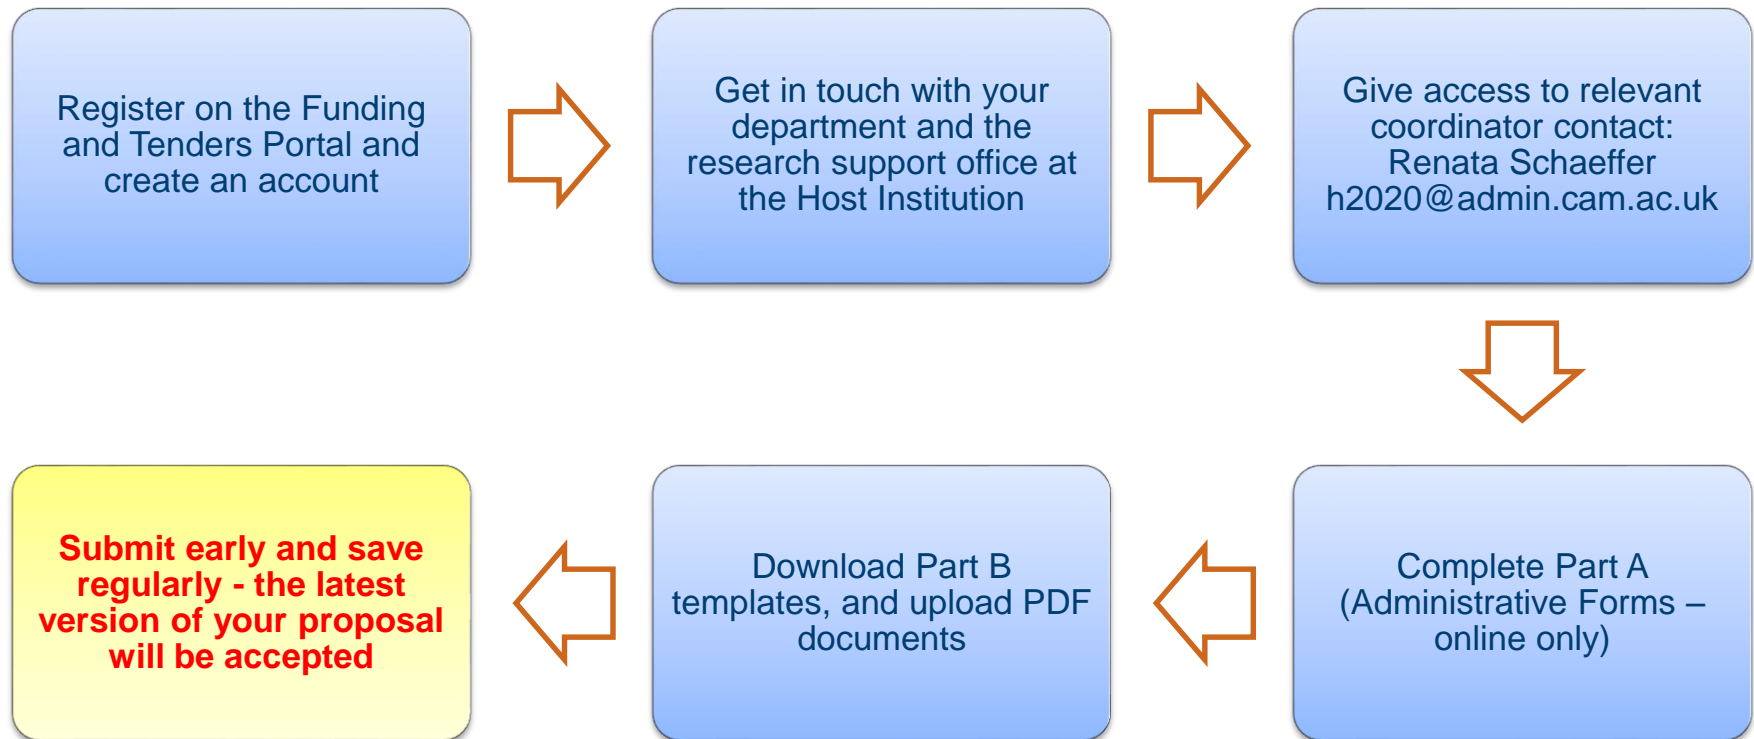 Register on the Funding
and Tenders Portal and
create an account
Get in touch with your
department and the
research support office at
the Host Institution
Give access to relevant
coordinator contact:
Renata Schaeffer
h2020@admin.cam.ac.uk
Complete Part A
(Administrative Forms –
online only)
Download Part B
templates, and upload PDF
documents
Submit early and save
regularly - the latest
version of your proposal
will be accepted